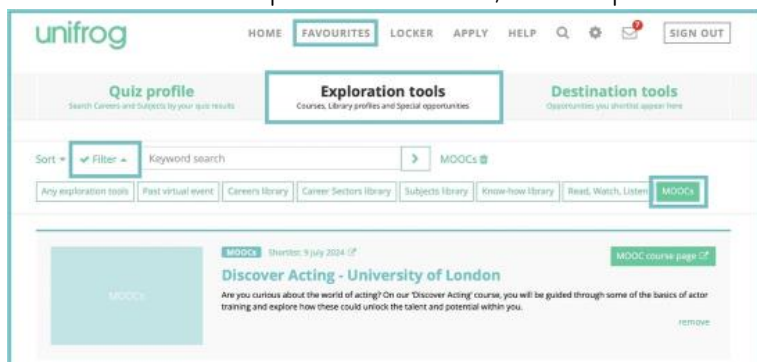 unifrog
HOME FAVOURITES LOCKER APPLY HELP 7 SIGN OUT
Quiz profile
Search Careers and Subjects by your quiz results
Exploration tools
Courses, Library profiles and Special opportunities
Destination tools
Opportunities you shortlist appear here
Sort Filter Keyword search MOOCs
Any exploration tools Past virtual event Careers library Career Sectors library Subjects library Know-how library Read, Watch, Listen MOOCs
MOOCs
MOOCs Shortlist: 9 July 2024
MOOC course page
Discover Acting - University of London
Are you curious about the world of acting? On our 'Discover Acting' course, you will be guided through some of the basics of actor
training and explore how these could unlock the talent and potential within you.
remove